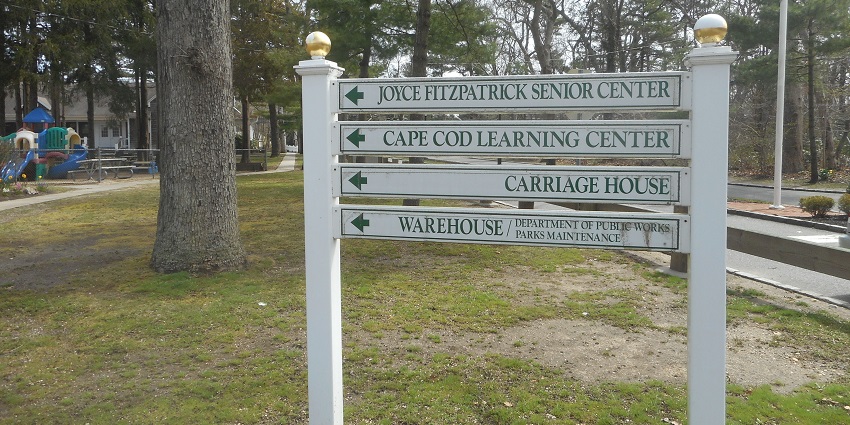 JOYCE FITZPATRICK SENIOR CENTER
CAPE COD LEARNING CENTER
CARRIAGE HOUSE
WAREHOUSE / DEPARTMENT OF PUBLIC WORKS
PARKS MAINTENANCE